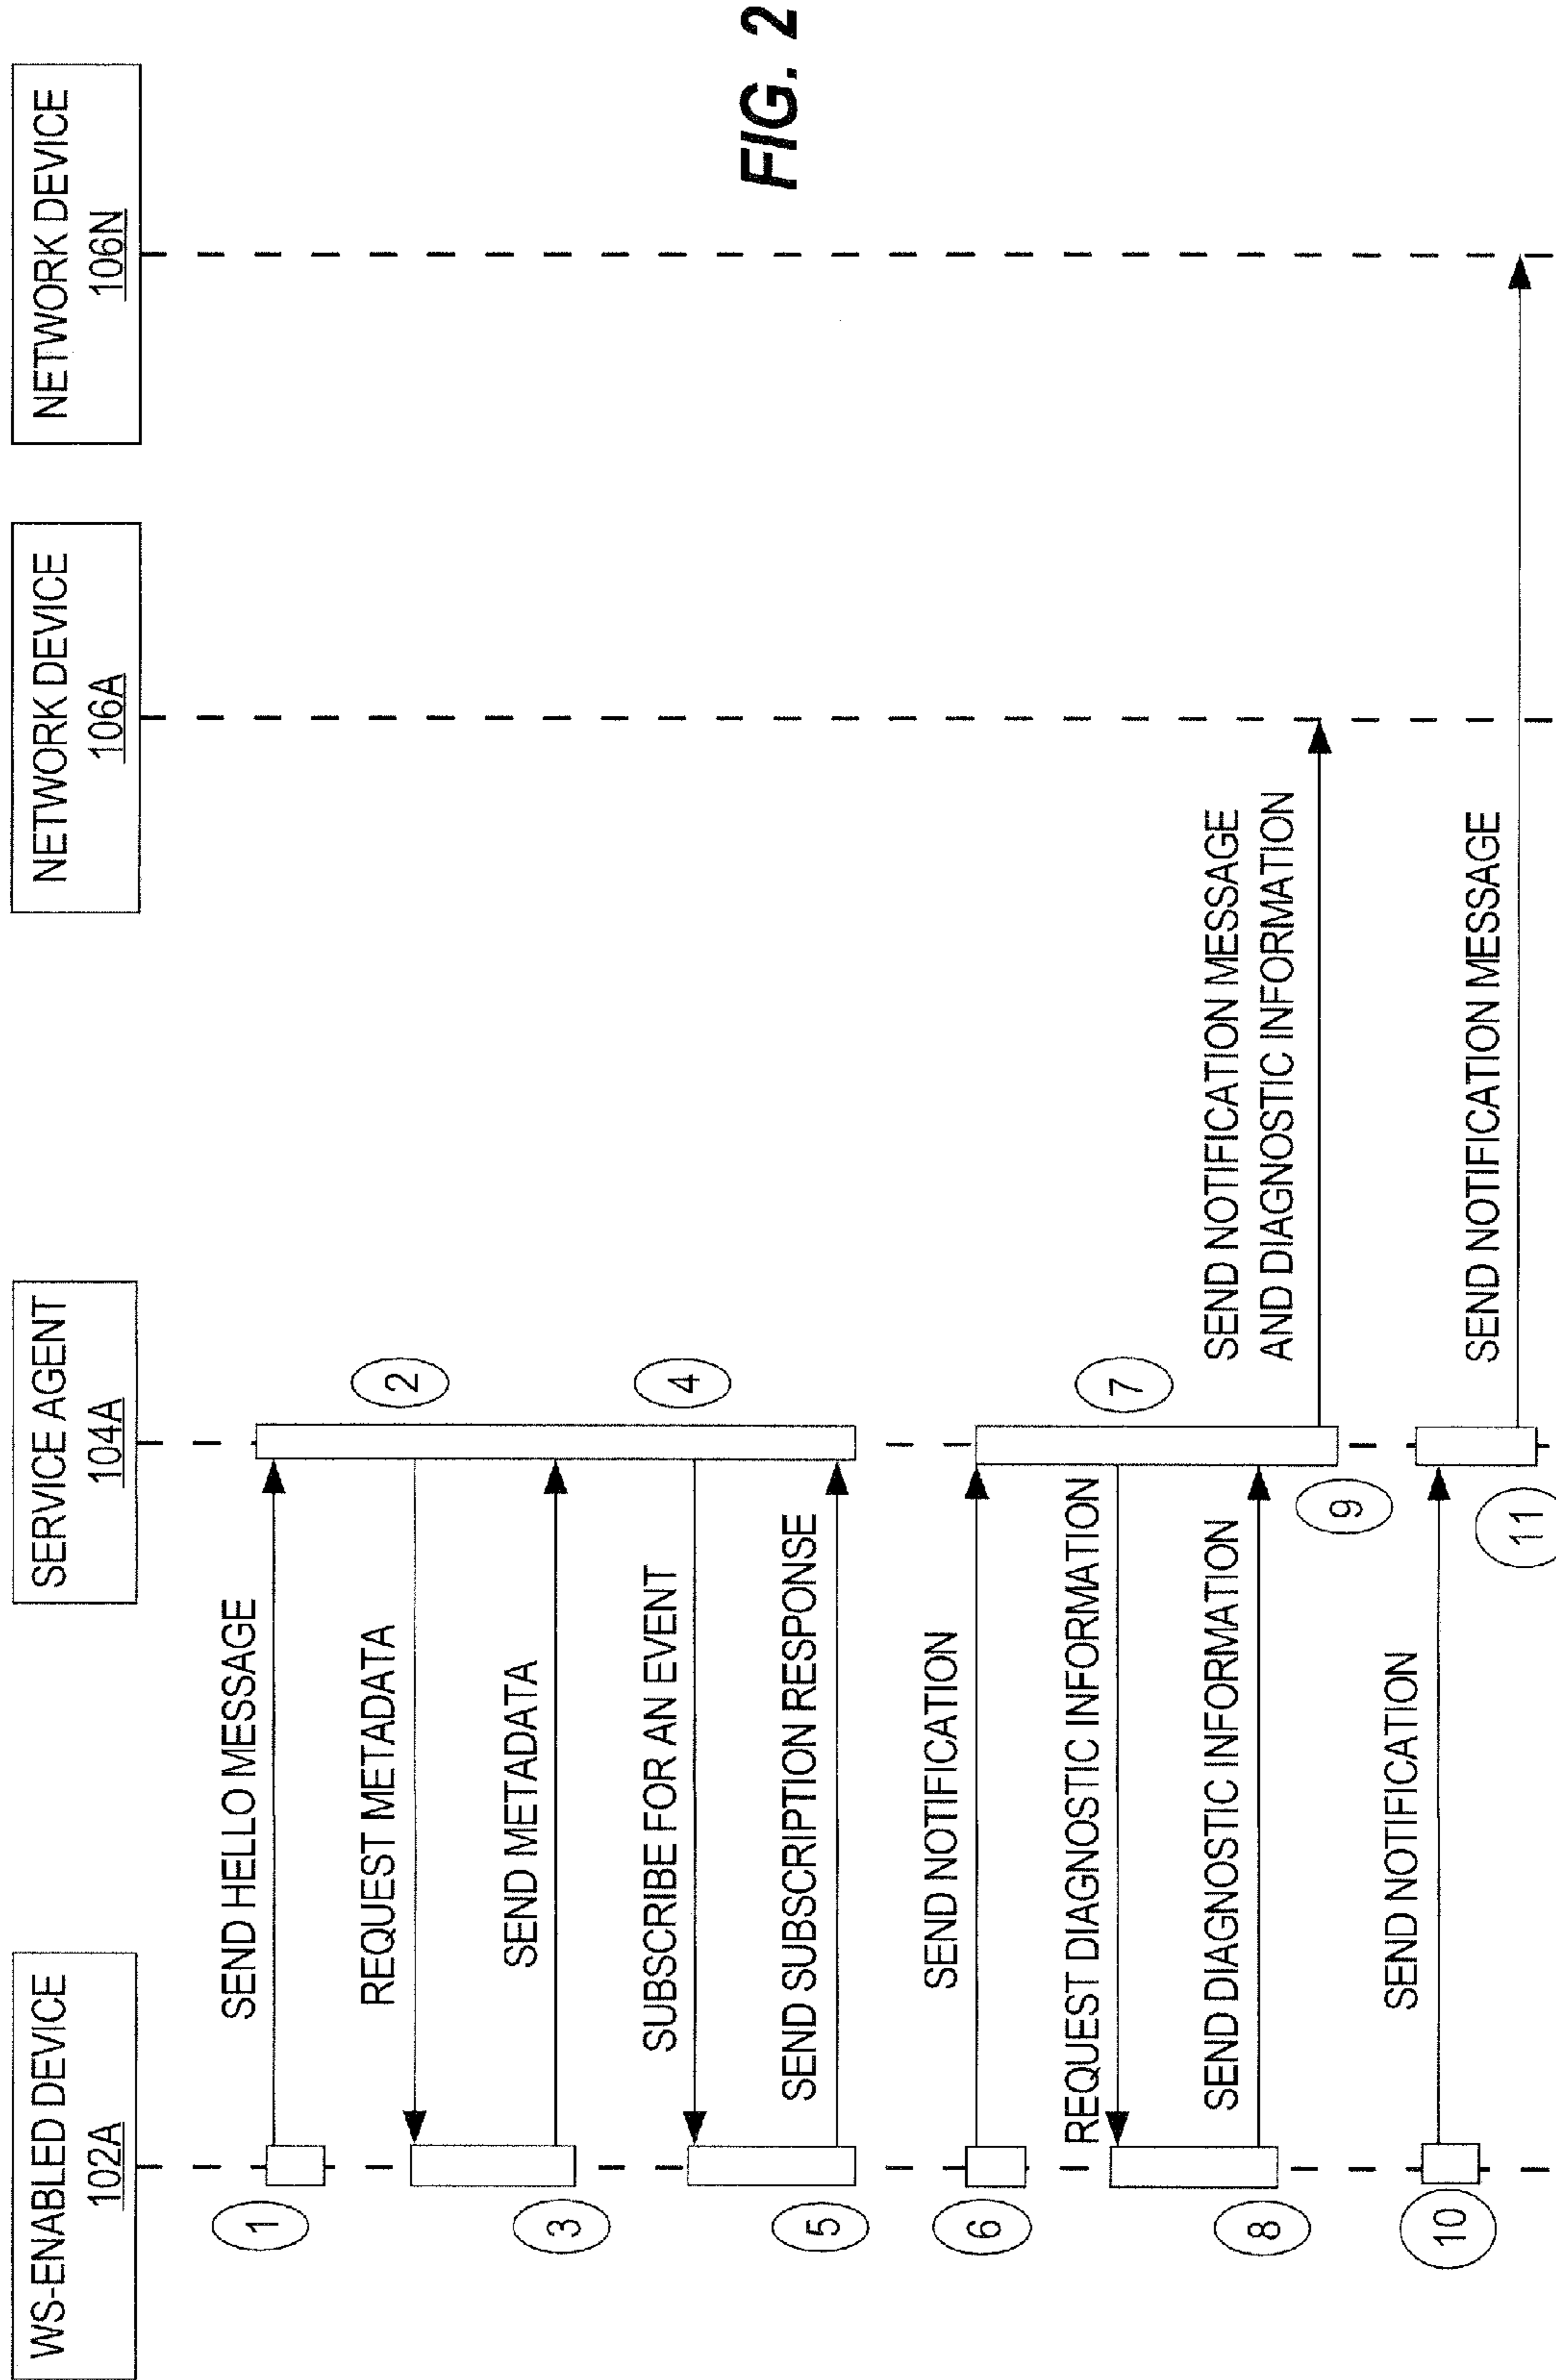 WS-ENABLED DEVICE
102A
SERVICE AGENT
104A
NETWORK DEVICE
106A
NETWORK DEVICE
106N
1
SEND HELLO MESSAGE
REQUEST METADATA
2
3
SEND METADATA
SUBSCRIBE FOR AN EVENT
4
5
SEND SUBSCRIPTION RESPONSE
6
SEND NOTIFICATION
REQUEST DIAGNOSTIC INFORMATION
7
8
SEND DIAGNOSTIC INFORMATION
9
SEND NOTIFICATION MESSAGE
AND DIAGNOSTIC INFORMATION
10
SEND NOTIFICATION
11
SEND NOTIFICATION MESSAGE
FIG. 2